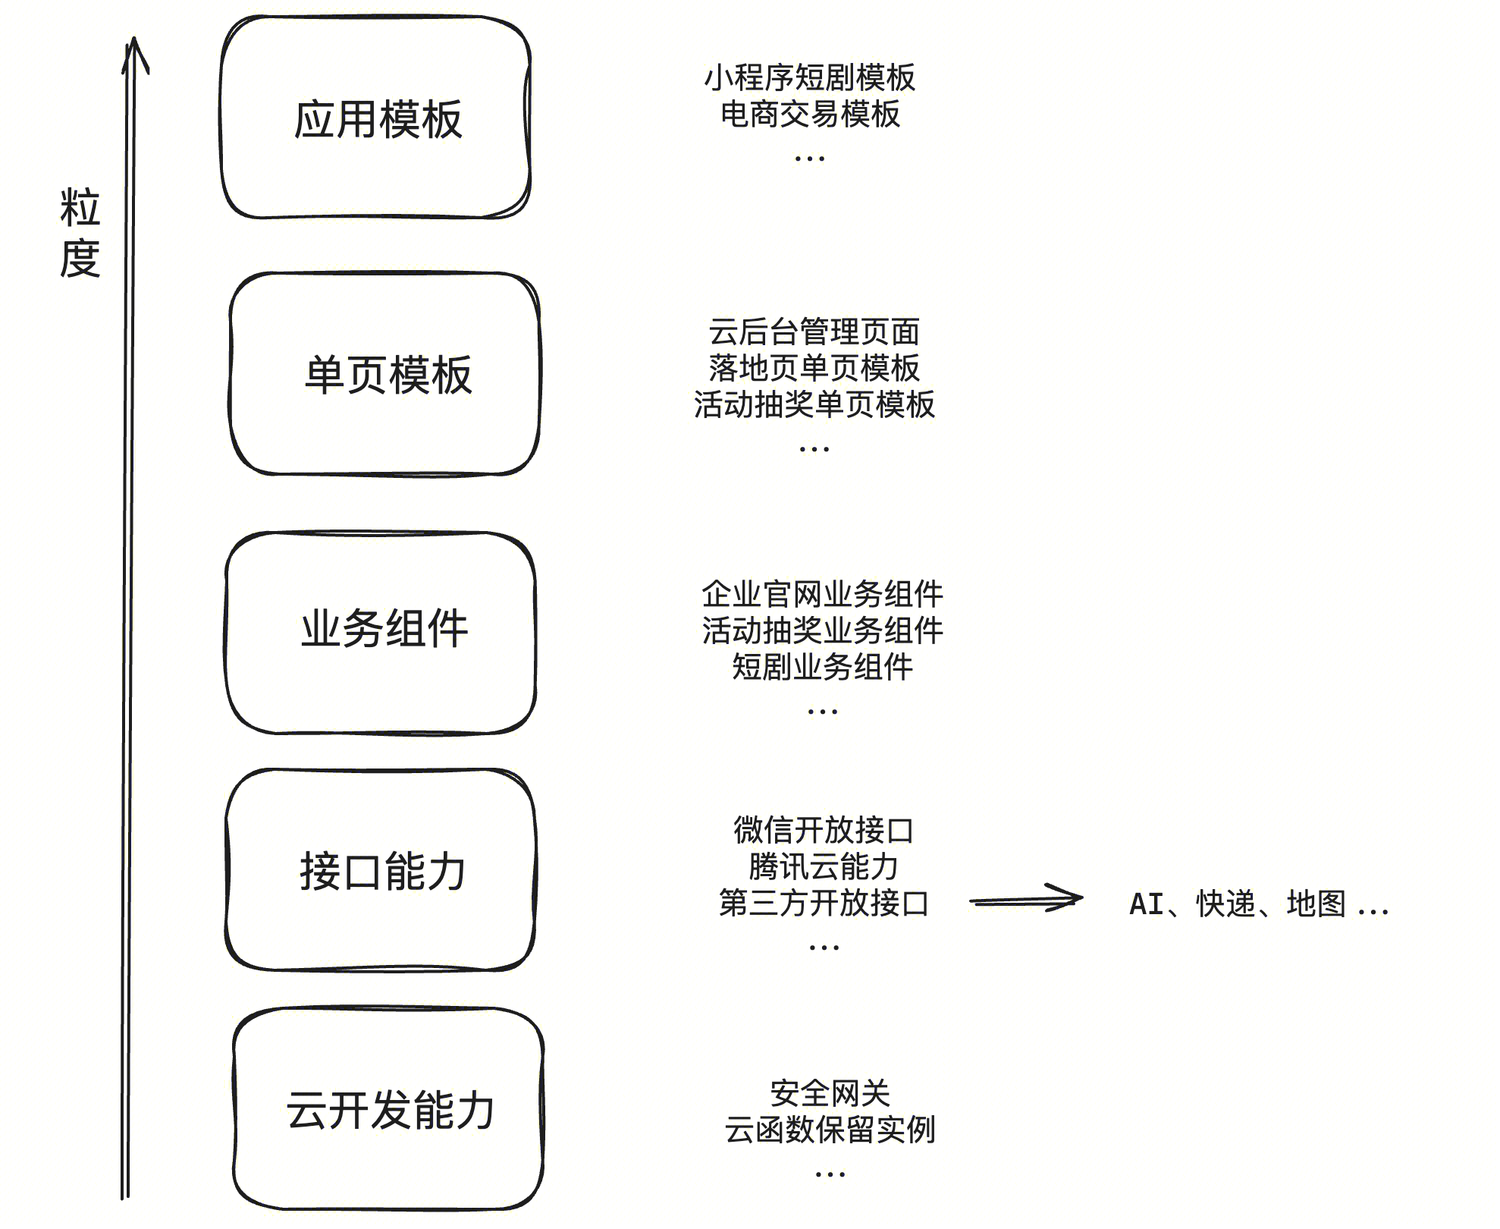 粒
度
应用模板
小程序短剧模板
电商交易模板
...
单页模板
云后台管理页面
落地页单页模板
活动抽奖单页模板
...
业务组件
企业官网业务组件
活动抽奖业务组件
短剧业务组件
...
接口能力
微信开放接口
腾讯云能力
第三方开放接口
...
AI、快递、地图 ...
云开发能力
安全网关
云函数保留实例
...